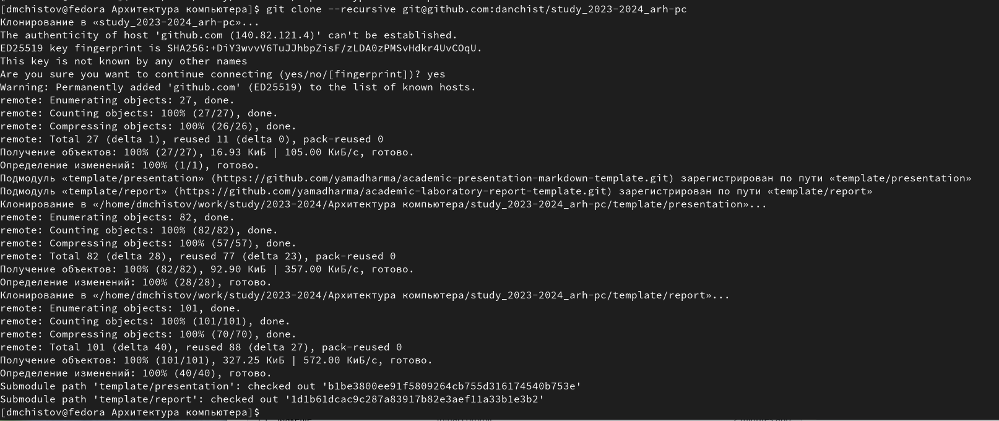 [dmchistov@fedora Архитектура компьютера]$ git clone --recursive git@github.com:danchist/study_2023-2024_arh-pc
Клонирование в «study_2023-2024_arh-pc»...
The authenticity of host 'github.com (140.82.121.4)' can't be established.
ED25519 key fingerprint is SHA256:+DiY3wvvV6TuJJhbpZisF/zLDA0zPMSvHdkr4UvCOqU.
This key is not known by any other names
Are you sure you want to continue connecting (yes/no/[fingerprint])? yes
Warning: Permanently added 'github.com' (ED25519) to the list of known hosts.
remote: Enumerating objects: 27, done.
remote: Counting objects: 100% (27/27), done.
remote: Compressing objects: 100% (26/26), done.
remote: Total 27 (delta 1), reused 11 (delta 0), pack-reused 0
Получение объектов: 100% (27/27), 16.93 КиБ | 105.00 КиБ/с, готово.
Определение изменений: 100% (1/1), готово.
Подмодуль «template/presentation» (https://github.com/yamadharma/academic-presentation-markdown-template.git) зарегистрирован по пути «template/presentation»
Подмодуль «template/report» (https://github.com/yamadharma/academic-laboratory-report-template.git) зарегистрирован по пути «template/report»
Клонирование в «/home/dmchistov/work/study/2023-2024/Архитектура компьютера/study_2023-2024_arh-pc/template/presentation»...
remote: Enumerating objects: 82, done.
remote: Counting objects: 100% (82/82), done.
remote: Compressing objects: 100% (57/57), done.
remote: Total 82 (delta 28), reused 77 (delta 23), pack-reused 0
Получение объектов: 100% (82/82), 92.90 КиБ | 357.00 КиБ/с, готово.
Определение изменений: 100% (28/28), готово.
Клонирование в «/home/dmchistov/work/study/2023-2024/Архитектура компьютера/study_2023-2024_arh-pc/template/report»...
remote: Enumerating objects: 101, done.
remote: Counting objects: 100% (101/101), done.
remote: Compressing objects: 100% (70/70), done.
remote: Total 101 (delta 40), reused 88 (delta 27), pack-reused 0
Получение объектов: 100% (101/101), 327.25 КиБ | 572.00 КиБ/с, готово.
Определение изменений: 100% (40/40), готово.
Submodule path 'template/presentation': checked out 'b1be3800ee91f5809264cb755d316174540b753e'
Submodule path 'template/report': checked out '1d1b61dcac9c287a83917b82e3aef11a33b1e3b2'
[dmchistov@fedora Архитектура компьютера]$